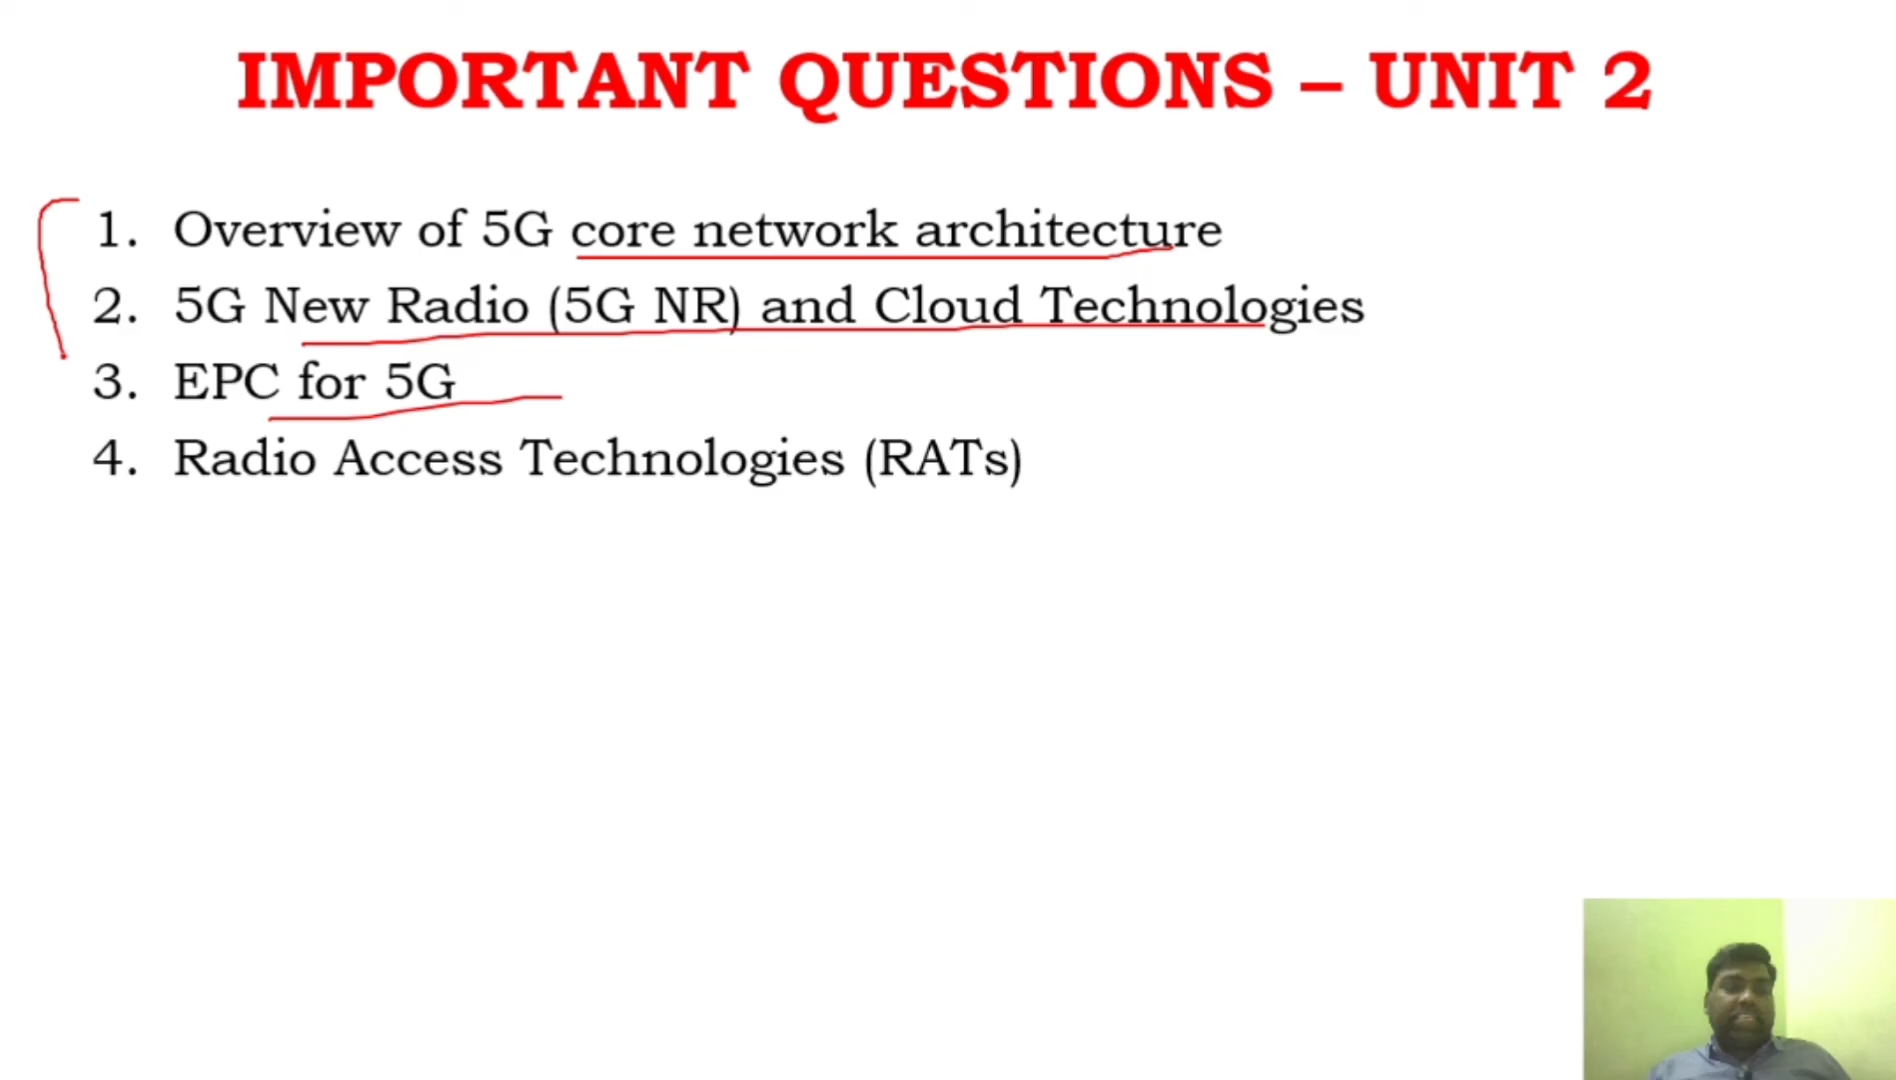 IMPORTANT QUESTIONS – UNIT 2
1. Overview of 5G core network architecture
2. 5G New Radio (5G NR) and Cloud Technologies
3. EPC for 5G
4. Radio Access Technologies (RATs)